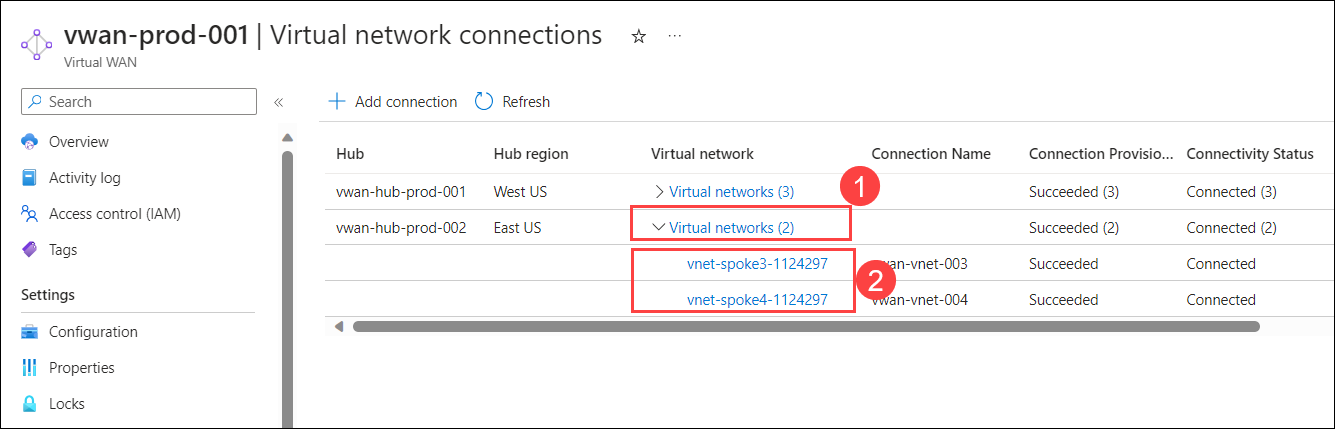 vwan-prod-001 | Virtual network connections ☆ ...
Virtual WAN
Search «
Add connection Refresh
Overview
Activity log
Access control (IAM)
Tags
Settings
Configuration
Properties
Locks
Hub Hub region Virtual network Connection Name Connection Provisio... Connectivity Status
vwan-hub-prod-001 West US Virtual networks (3) 1 Succeeded (3) Connected (3)
vwan-hub-prod-002 East US Virtual networks (2) Succeeded (2) Connected (2)
vnet-spoke3-1124297 2 wan-vnet-003 Succeeded Connected
vnet-spoke4-1124297 vwan-vnet-004 Succeeded Connected